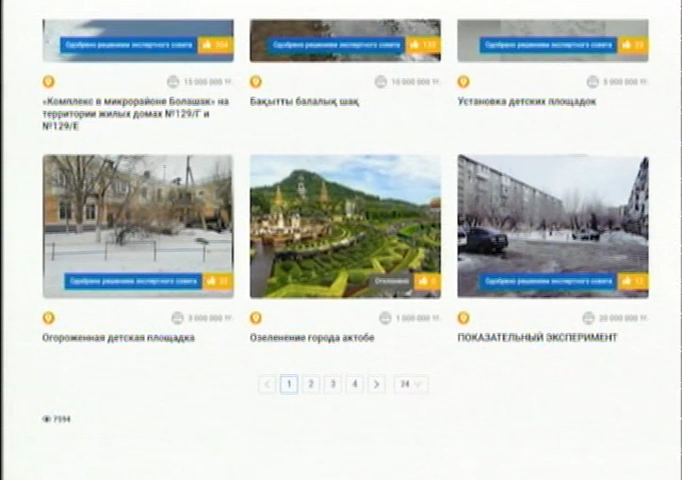 Одобрено решением экспертного совета
Одобрено решением экспертного совета
Одобрено решением экспертного совета
15 000 000 тг.
10 000 000 тг.
5 000 000 тг.
«Комплекс в микрорайоне Болашак» на
территории жилых домах №129/Г и
№129/Е
Бақытты балалық шақ
Установка детских площадок
Одобрено решением экспертного совета
Отклонено
Одобрено решением экспертного совета
3 000 000 тг.
1 000 000 тг.
20 000 000 тг.
Огороженная детская площадка
Озеленение города актобе
ПОКАЗАТЕЛЬНЫЙ ЭКСПЕРИМЕНТ
< 1 2 3 4 > 24
7594